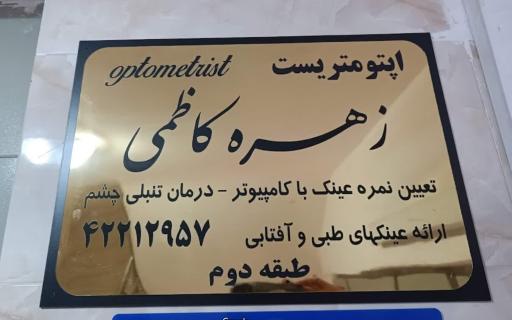 اپتومتریست optometrist
زهره کاظمی
تعیین نمره عینک با کامپیوتر - درمان تنبلی چشم
ارائه عینکهای طبی و آفتابی ۴۲۲۱۲۹۵۷
طبقه دوم